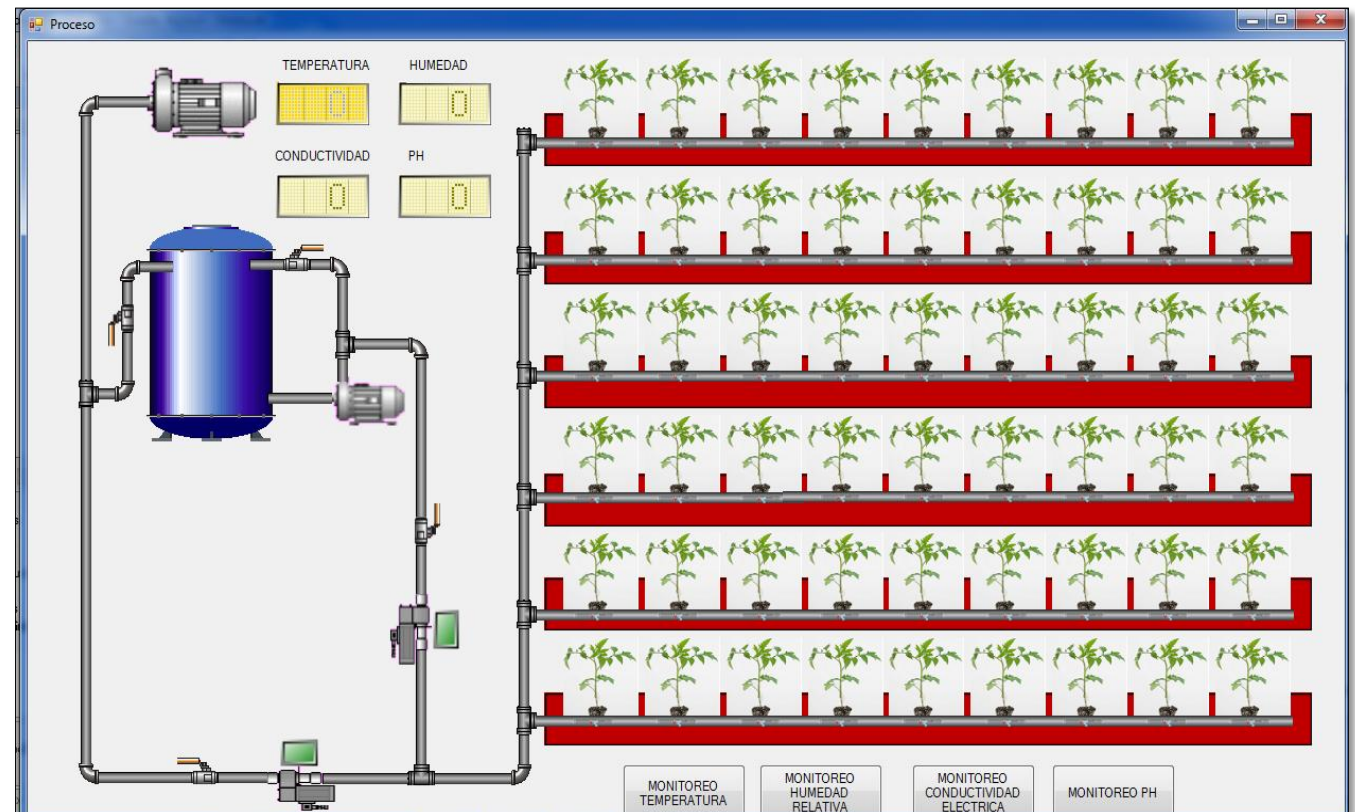 Proceso
TEMPERATURA HUMEDAD
0 0
CONDUCTIVIDAD PH
0 0
MONITOREO
TEMPERATURA
MONITOREO
HUMEDAD
RELATIVA
MONITOREO
CONDUCTIVIDAD
ELECTRICA
MONITOREO PH